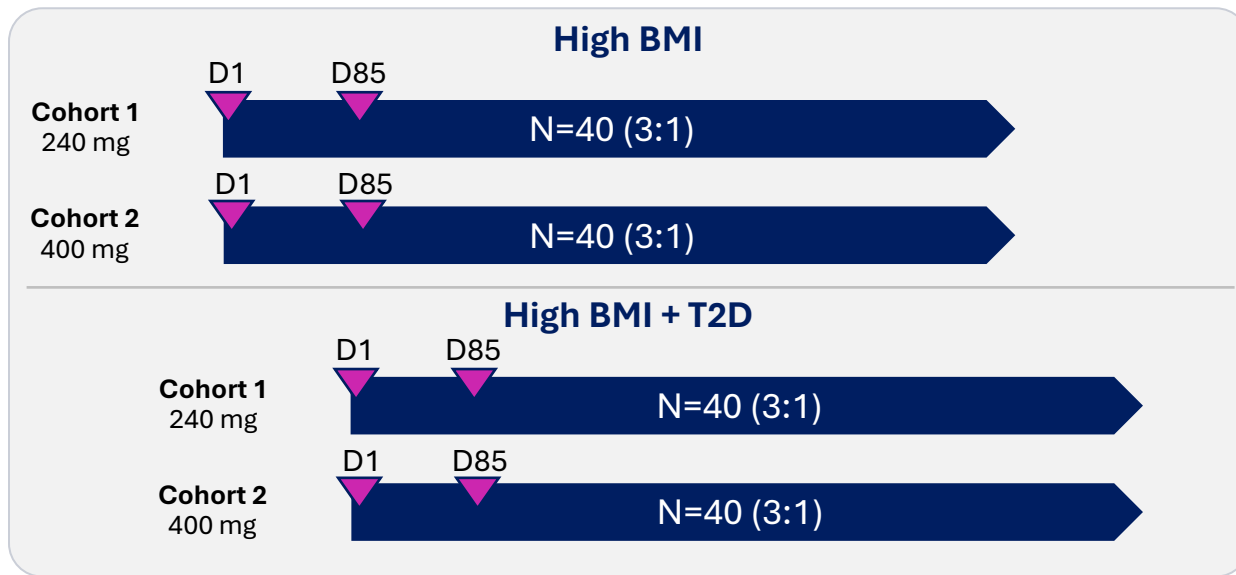 High BMI
D1 D85
Cohort 1
240 mg
N=40 (3:1)
D1 D85
Cohort 2
400 mg
N=40 (3:1)
High BMI + T2D
D1 D85
Cohort 1
240 mg
N=40 (3:1)
D1 D85
Cohort 2
400 mg
N=40 (3:1)